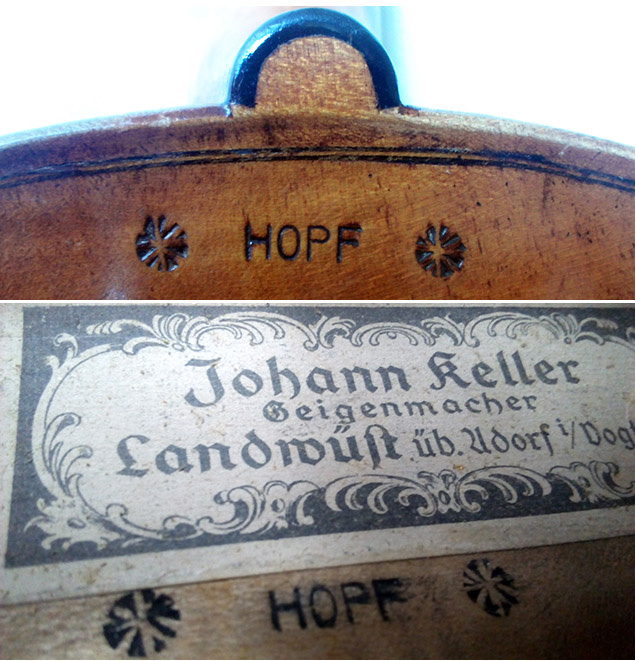 HOPF
Johann Keller
Geigenmacher
Landwüst üb. Adorf i/Vogt
HOPF